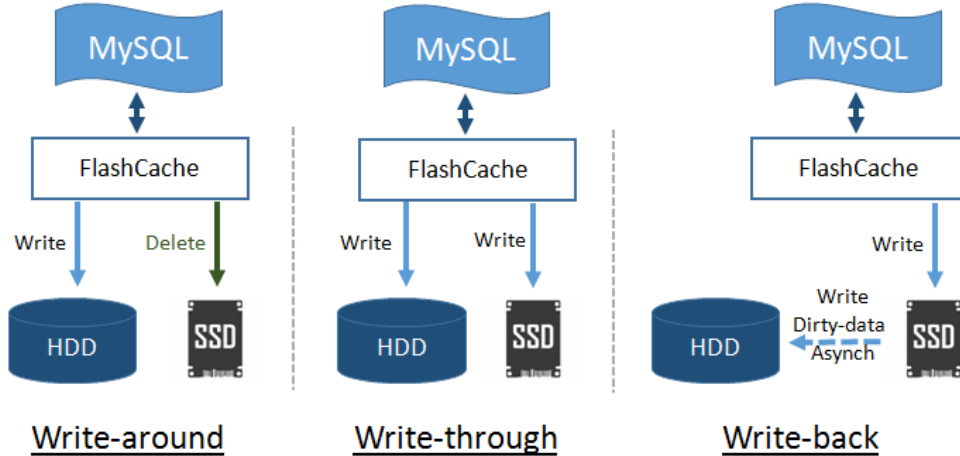 MySQL
FlashCache
Write
Delete
HDD
SSD
Write-around
MySQL
FlashCache
Write
Write
HDD
SSD
Write-through
MySQL
FlashCache
Write
Write
Dirty-data
Asynch
HDD
SSD
Write-back